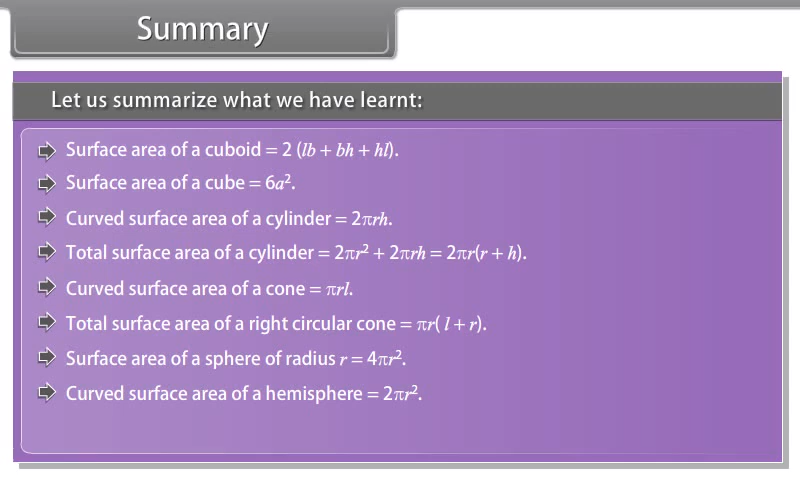 Summary
Let us summarize what we have learnt:
Surface area of a cuboid = 2 (lb + bh + hl).
Surface area of a cube = 6a².
Curved surface area of a cylinder = 2πrh.
Total surface area of a cylinder = 2πr² + 2πrh = 2πr(r + h).
Curved surface area of a cone = πrl.
Total surface area of a right circular cone = πr( l + r).
Surface area of a sphere of radius r = 4πr².
Curved surface area of a hemisphere = 2πr².